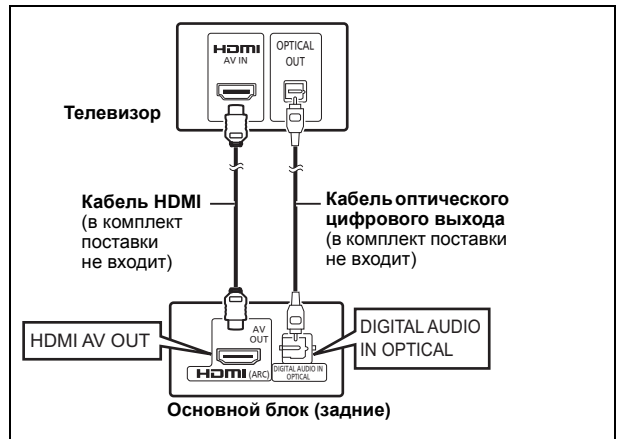 HDMI
AV IN
OPTICAL
OUT
Телевизор
Кабель HDMI
(в комплект
поставки
не входит)
Кабель оптического
цифрового выхода
(в комплект поставки
не входит)
HDMI AV OUT
AV
OUT
HDMI (ARC)
DIGITAL AUDIO IN
OPTICAL
DIGITAL AUDIO
IN OPTICAL
Основной блок (задние)